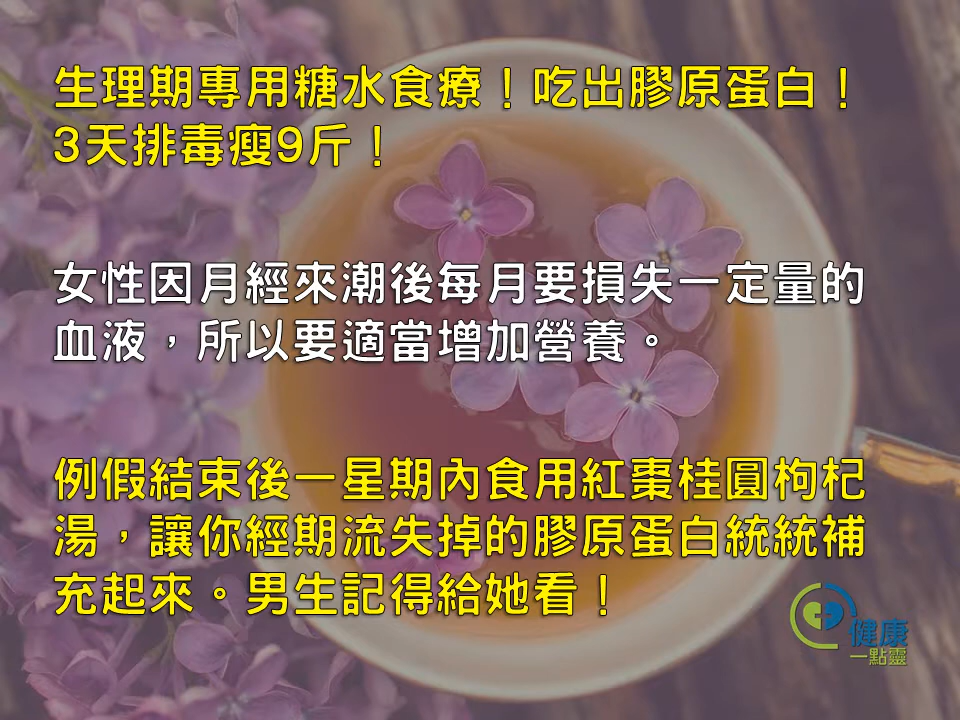 生理期專用糖水食療！吃出膠原蛋白！
3天排毒瘦9斤！
女性因月經來潮後每月要損失一定量的
血液，所以要適當增加營養。
例假結束後一星期內食用紅棗桂圓枸杞
湯，讓你經期流失掉的膠原蛋白統統補
充起來。男生記得給她看！
健康
一點靈